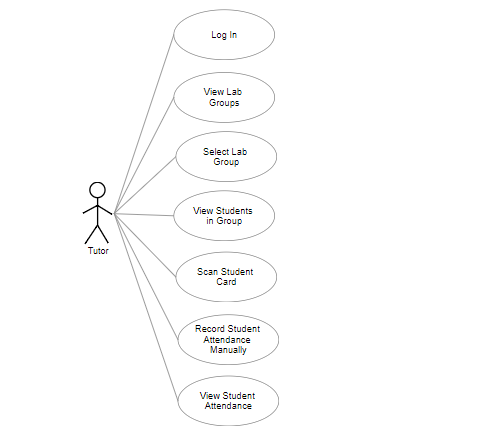 Log In
View Lab
Groups
Select Lab
Group
View Students
in Group
Tutor
Scan Student
Card
Record Student
Attendance
Manually
View Student
Attendance